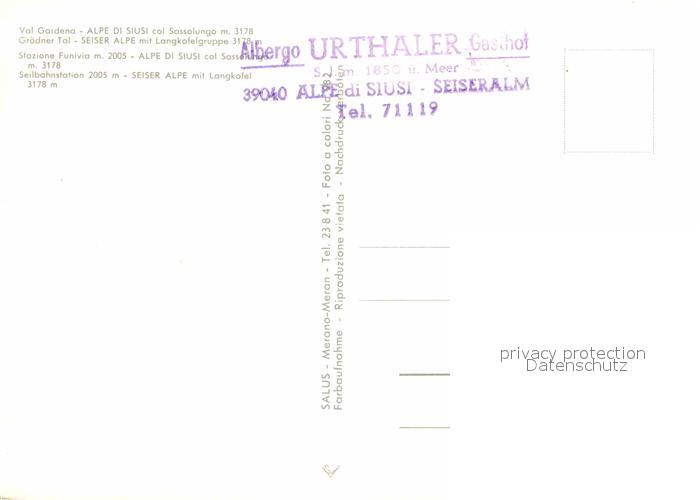 Val Gardena - ALPE DI SIUSI col Sassolungo m. 3178
Grödner Tal - SEISER ALPE mit Langkofelgruppe 3178 m
Stazione Funivia m. 2005 - ALPE DI SIUSI col Sassolungo
m. 3178
Seilbahnstation 2005 m - SEISER ALPE mit Langkofel
3178 m
Albergo URTHALER Gasthof
1850 ü. Meer
39040 ALPE di SIUSI - SEISERALM
Tel. 71119
SALUS - Merano-Meran - Tel. 23 8 41 - Foto a colori
Farbaufnahme - Riproduzione vietata - Nachdruck verboten
privacy protection
Datenschutz